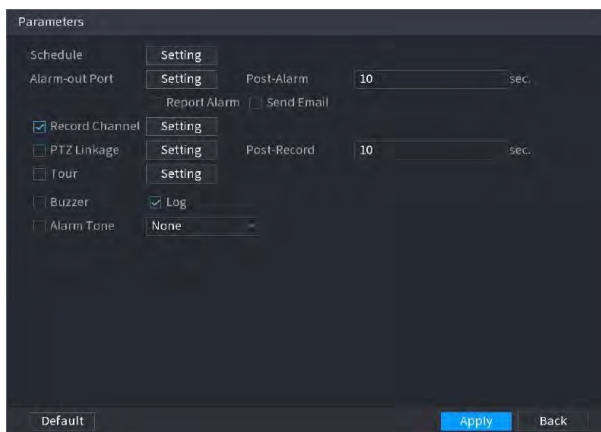 Parameters
Schedule Setting
Alarm-out Port Setting Post-Alarm 10 sec.
Report Alarm Send Email
Record Channel Setting
PTZ Linkage Setting Post-Record 10 sec.
Tour Setting
Buzzer Log
Alarm Tone None
Default Apply Back